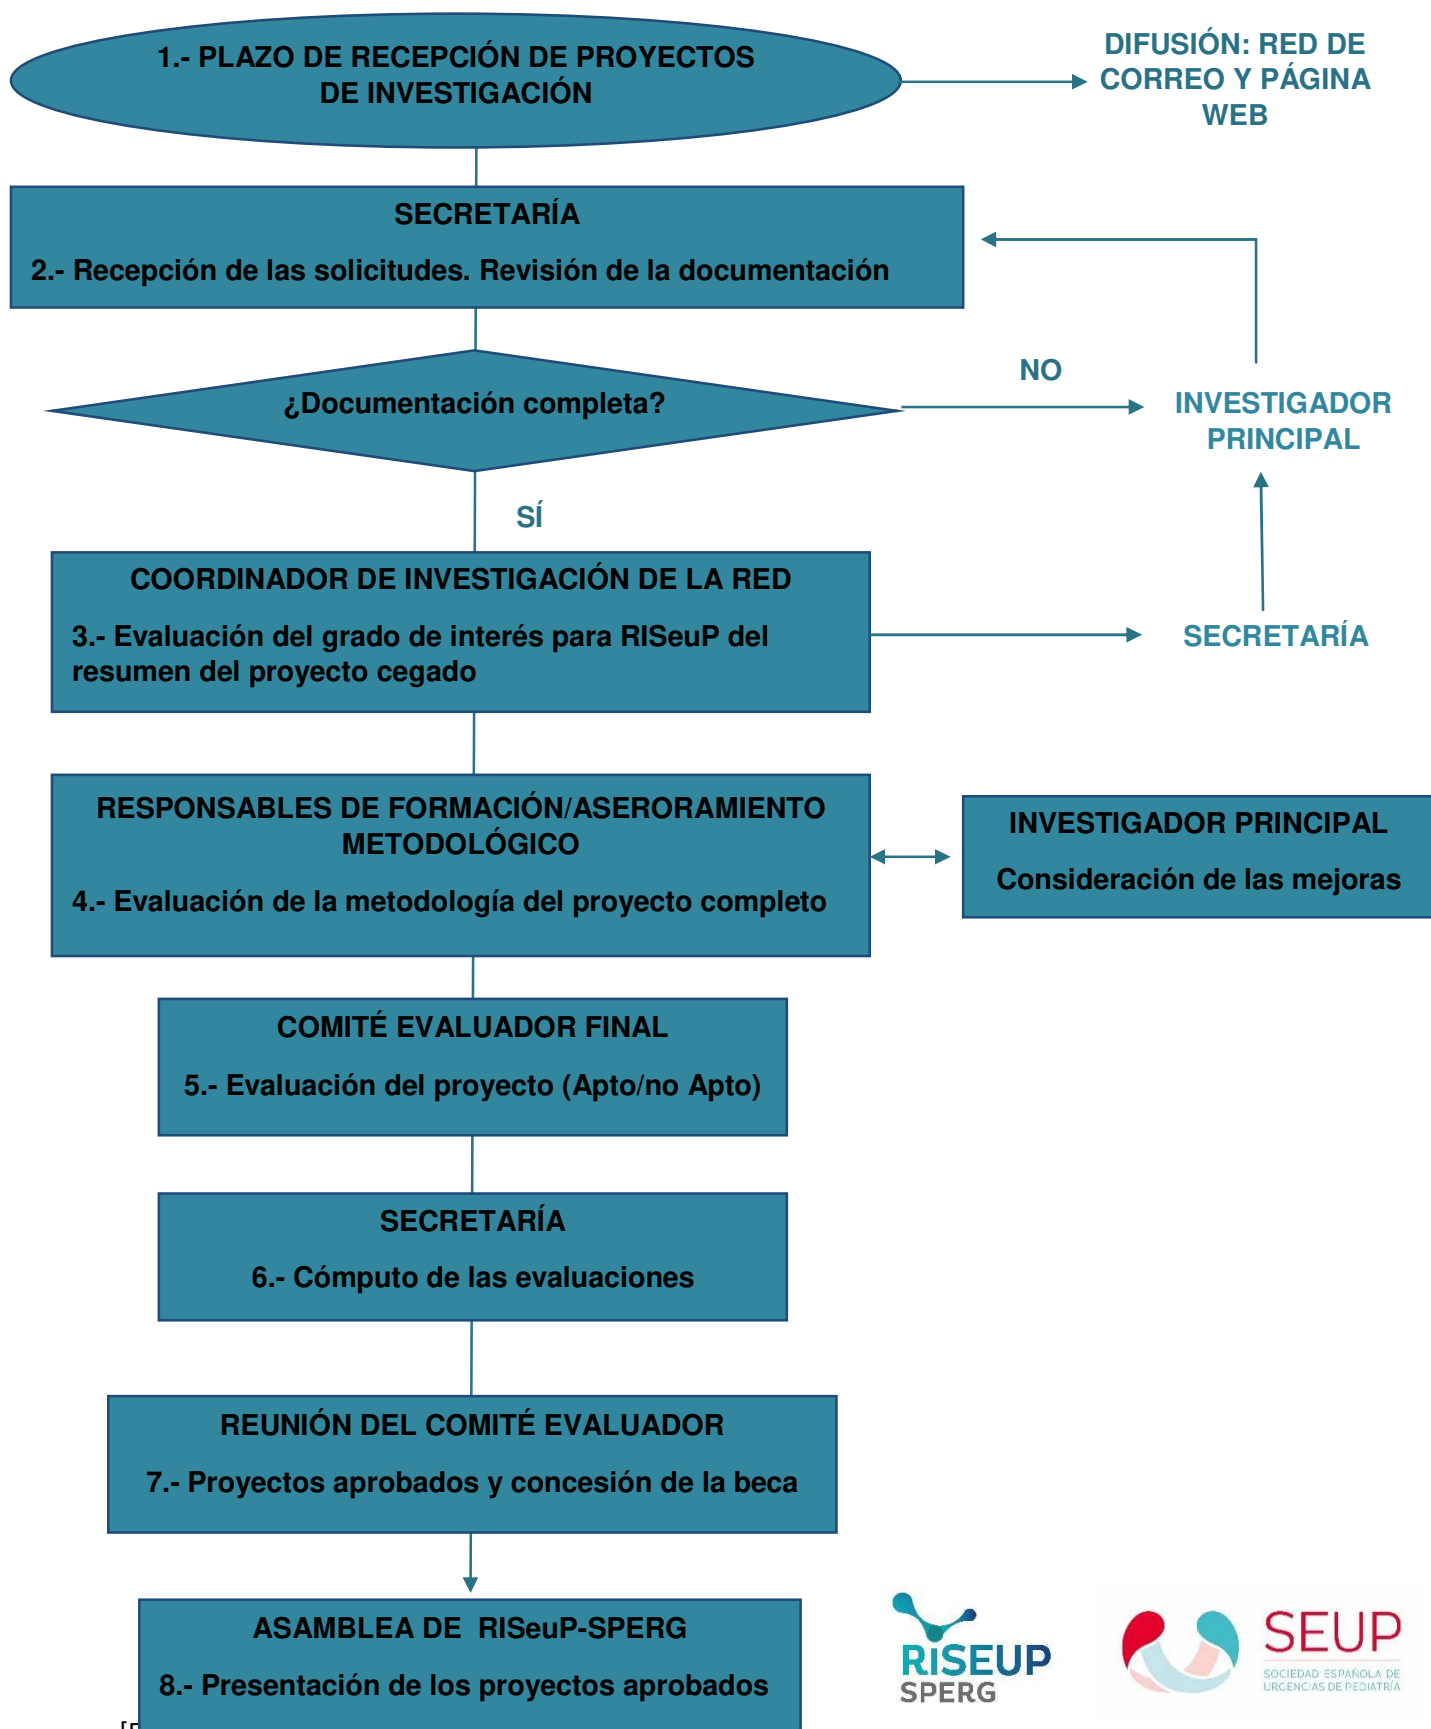 1.- PLAZO DE RECEPCIÓN DE PROYECTOS
DE INVESTIGACIÓN
DIFUSIÓN: RED DE
CORREO Y PÁGINA
WEB
SECRETARÍA
2.- Recepción de las solicitudes. Revisión de la documentación
¿Documentación completa?
NO
INVESTIGADOR
PRINCIPAL
SÍ
COORDINADOR DE INVESTIGACIÓN DE LA RED
3.- Evaluación del grado de interés para RISeuP del
resumen del proyecto cegado
SECRETARÍA
RESPONSABLES DE FORMACIÓN/ASERORAMIENTO
METODOLÓGICO
4.- Evaluación de la metodología del proyecto completo
INVESTIGADOR PRINCIPAL
Consideración de las mejoras
COMITÉ EVALUADOR FINAL
5.- Evaluación del proyecto (Apto/no Apto)
SECRETARÍA
6.- Cómputo de las evaluaciones
REUNIÓN DEL COMITÉ EVALUADOR
7.- Proyectos aprobados y concesión de la beca
ASAMBLEA DE RISeuP-SPERG
8.- Presentación de los proyectos aprobados
RISEUP
SPERG
SEUP
SOCIEDAD ESPAÑOLA DE
URGENCIAS DE PEDIATRÍA